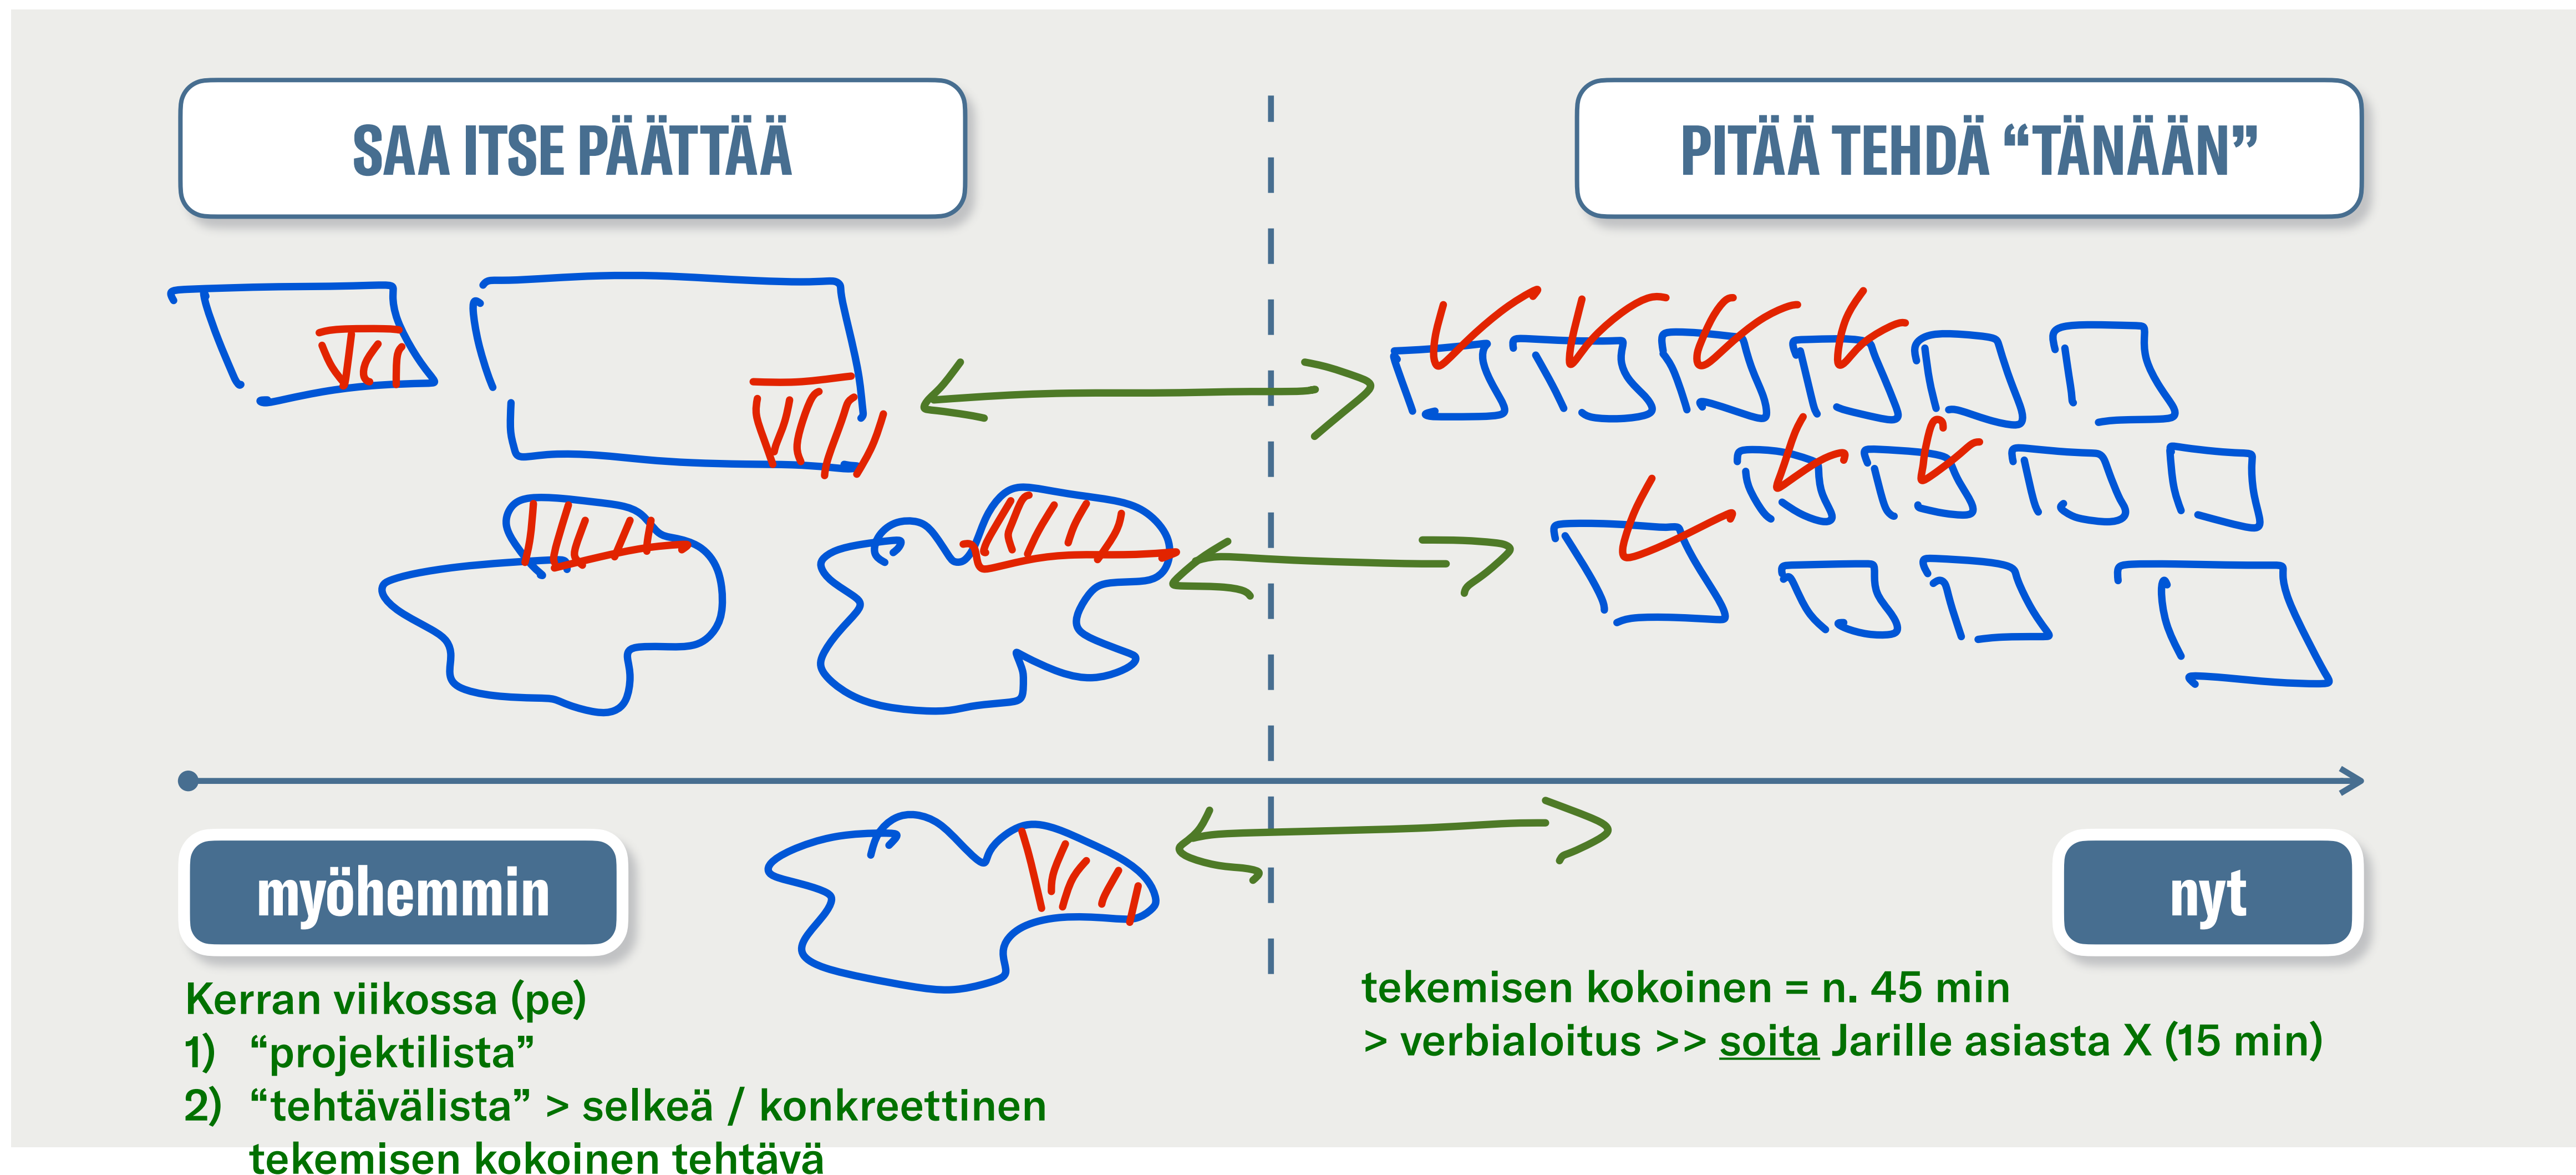 SAA ITSE PÄÄTTÄÄ
PITÄÄ TEHDÄ “TÄNÄÄN”
myöhemmin
nyt
Kerran viikossa (pe)
1) “projektilista”
2) “tehtävälista” > selkeä / konkreettinen
tekemisen kokoinen tehtävä
tekemisen kokoinen = n. 45 min
> verbialoitus >> soita Jarille asiasta X (15 min)